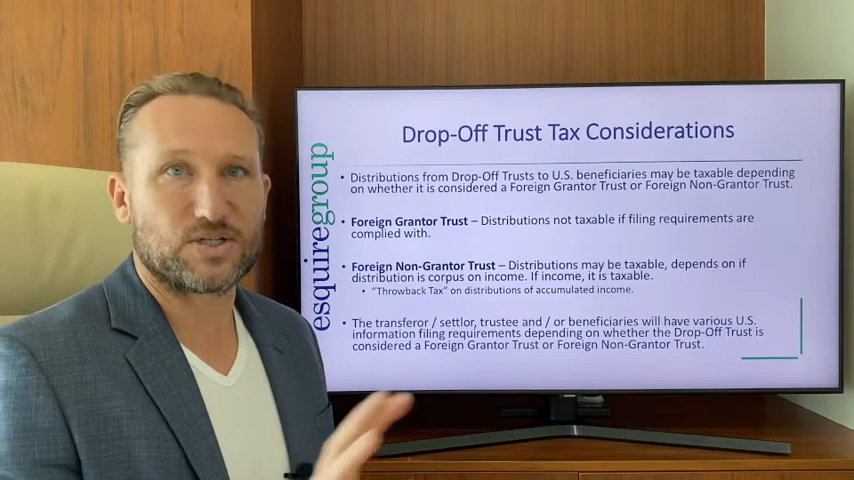 Drop-Off Trust Tax Considerations
esquiregroup
• Distributions from Drop-Off Trusts to U.S. beneficiaries may be taxable depending
on whether it is considered a Foreign Grantor Trust or Foreign Non-Grantor Trust.
• Foreign Grantor Trust – Distributions not taxable if filing requirements are
complied with.
• Foreign Non-Grantor Trust – Distributions may be taxable, depends on if
distribution is corpus on income. If income, it is taxable.
• "Throwback Tax" on distributions of accumulated income.
• The transferor / settlor, trustee and / or beneficiaries will have various U.S.
information filing requirements depending on whether the Drop-Off Trust is
considered a Foreign Grantor Trust or Foreign Non-Grantor Trust.